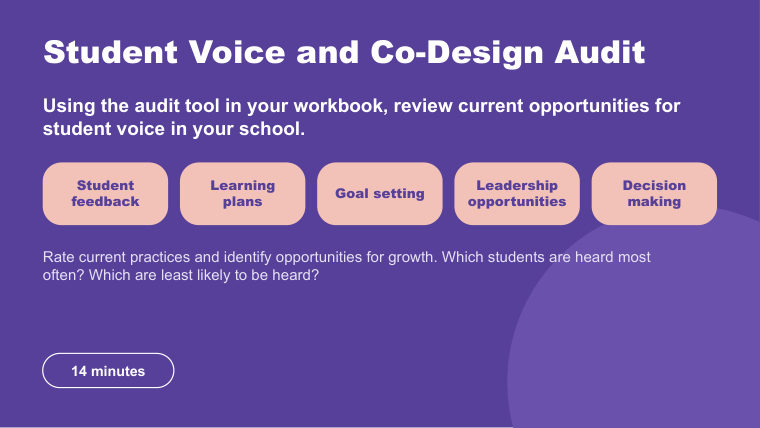 Student Voice and Co-Design Audit
Using the audit tool in your workbook, review current opportunities for
student voice in your school.
Student
feedback
Learning
plans
Goal setting
Leadership
opportunities
Decision
making
Rate current practices and identify opportunities for growth. Which students are heard most
often? Which are least likely to be heard?
14 minutes